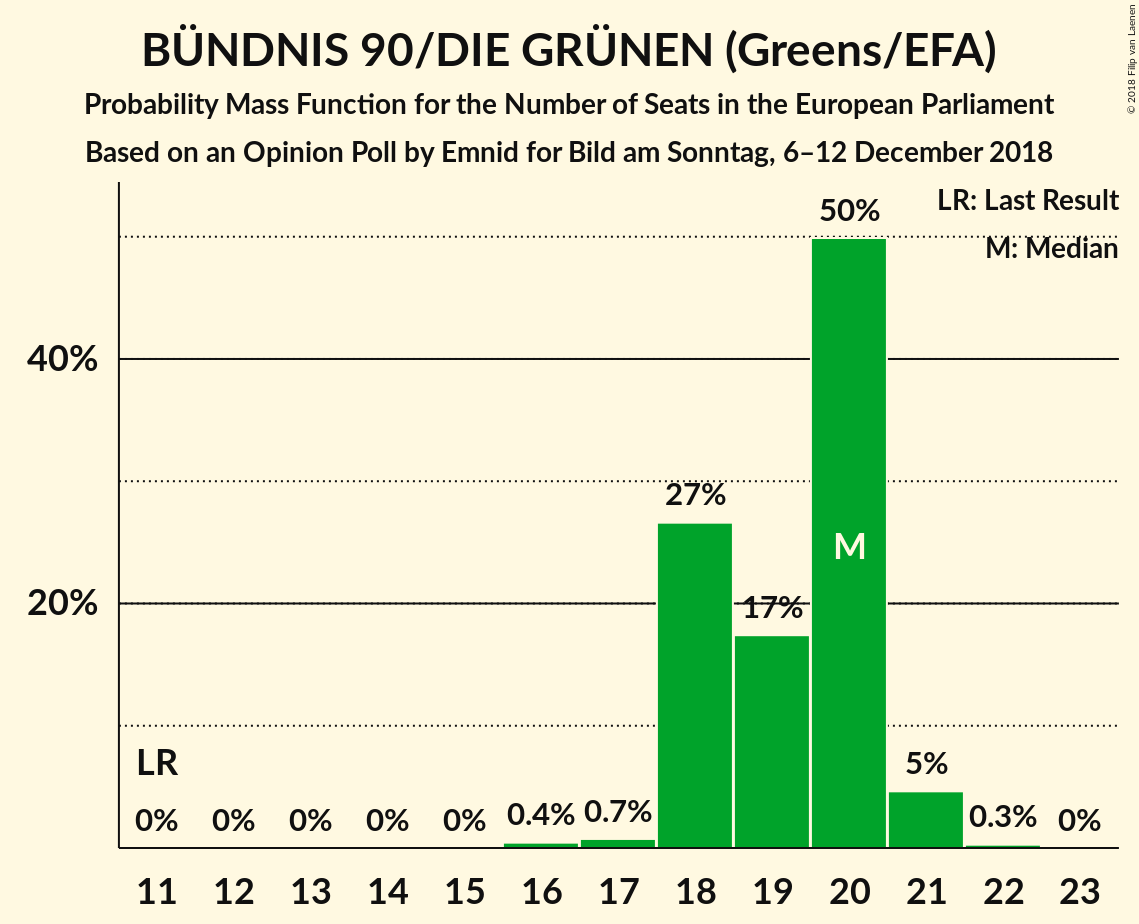 BÜNDNIS 90/DIE GRÜNEN (Greens/EFA)
Probability Mass Function for the Number of Seats in the European Parliament
Based on an Opinion Poll by Emnid for Bild am Sonntag, 6–12 December 2018
© 2018 Filip van Laenen
LR: Last Result
M: Median
50%
40%
27%
M
20%
17%
LR
5%
0% 0% 0% 0% 0% 0.4% 0.7% 0.3% 0%
11 12 13 14 15 16 17 18 19 20 21 22 23